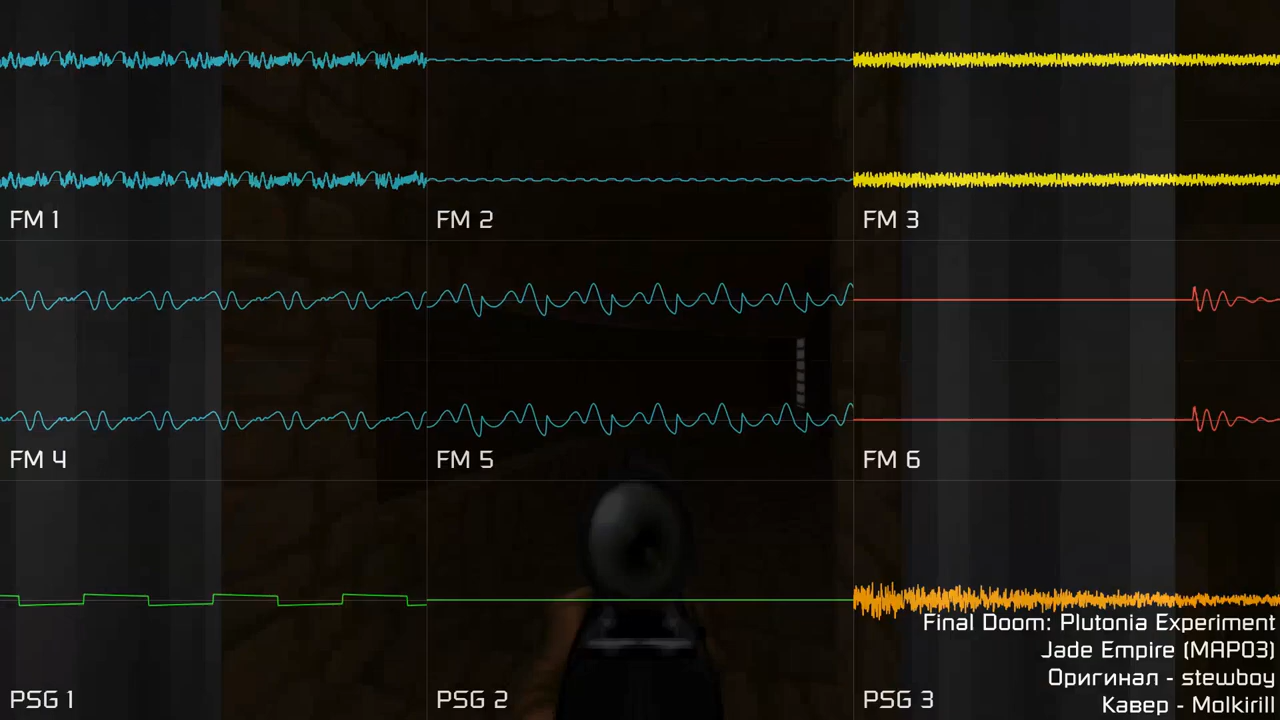 FM 1
FM 2
FM 3
FM 4
FM 5
FM 6
PSG 1
PSG 2
PSG 3
Final Doom: Plutonia Experiment
Jade Empire (MAP03)
Оригинал - stewboy
Кавер - Molkirill